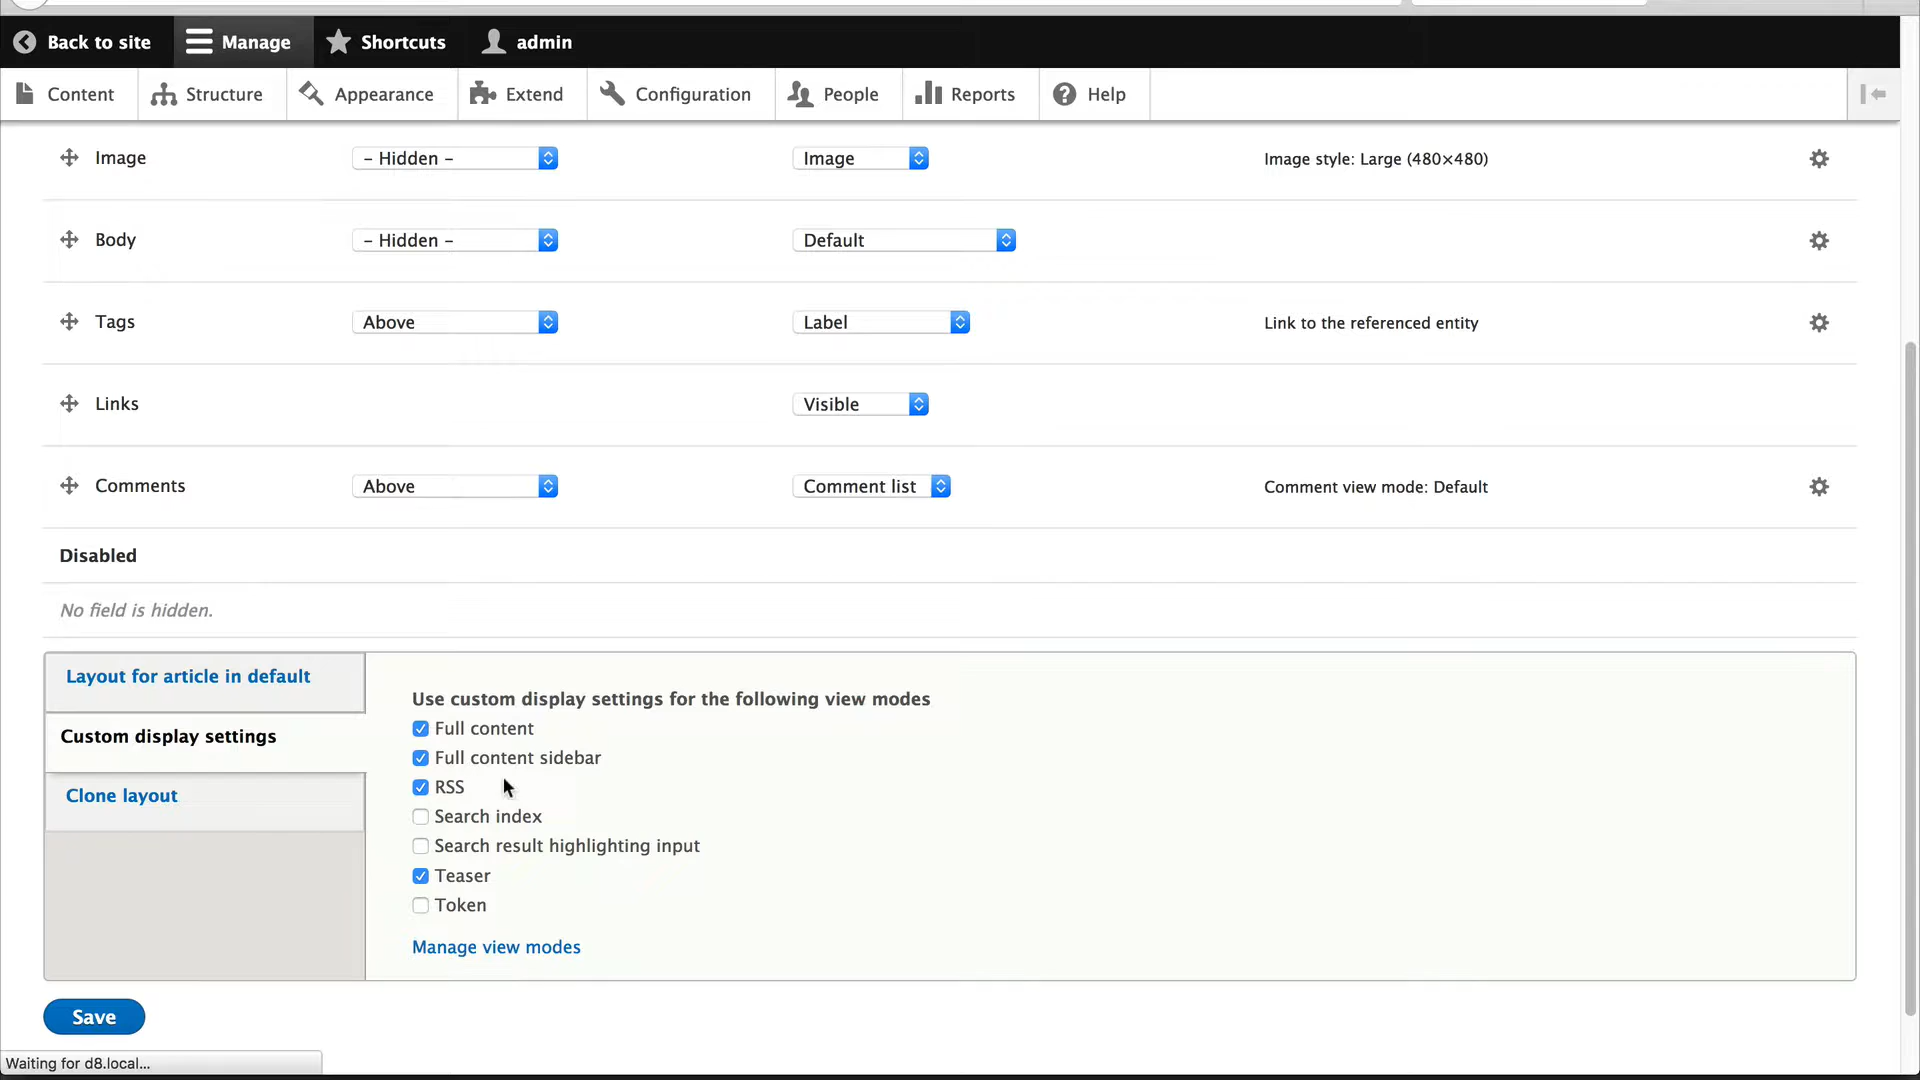 Back to site Manage Shortcuts admin
Content Structure Appearance Extend Configuration People Reports Help
Image – Hidden – Image Image style: Large (480×480)
Body – Hidden – Default
Tags Above Label Link to the referenced entity
Links Visible
Comments Above Comment list Comment view mode: Default
Disabled
No field is hidden.
Layout for article in default
Custom display settings
Clone layout
Use custom display settings for the following view modes
Full content
Full content sidebar
RSS
Search index
Search result highlighting input
Teaser
Token
Manage view modes
Save
Waiting for d8.local...